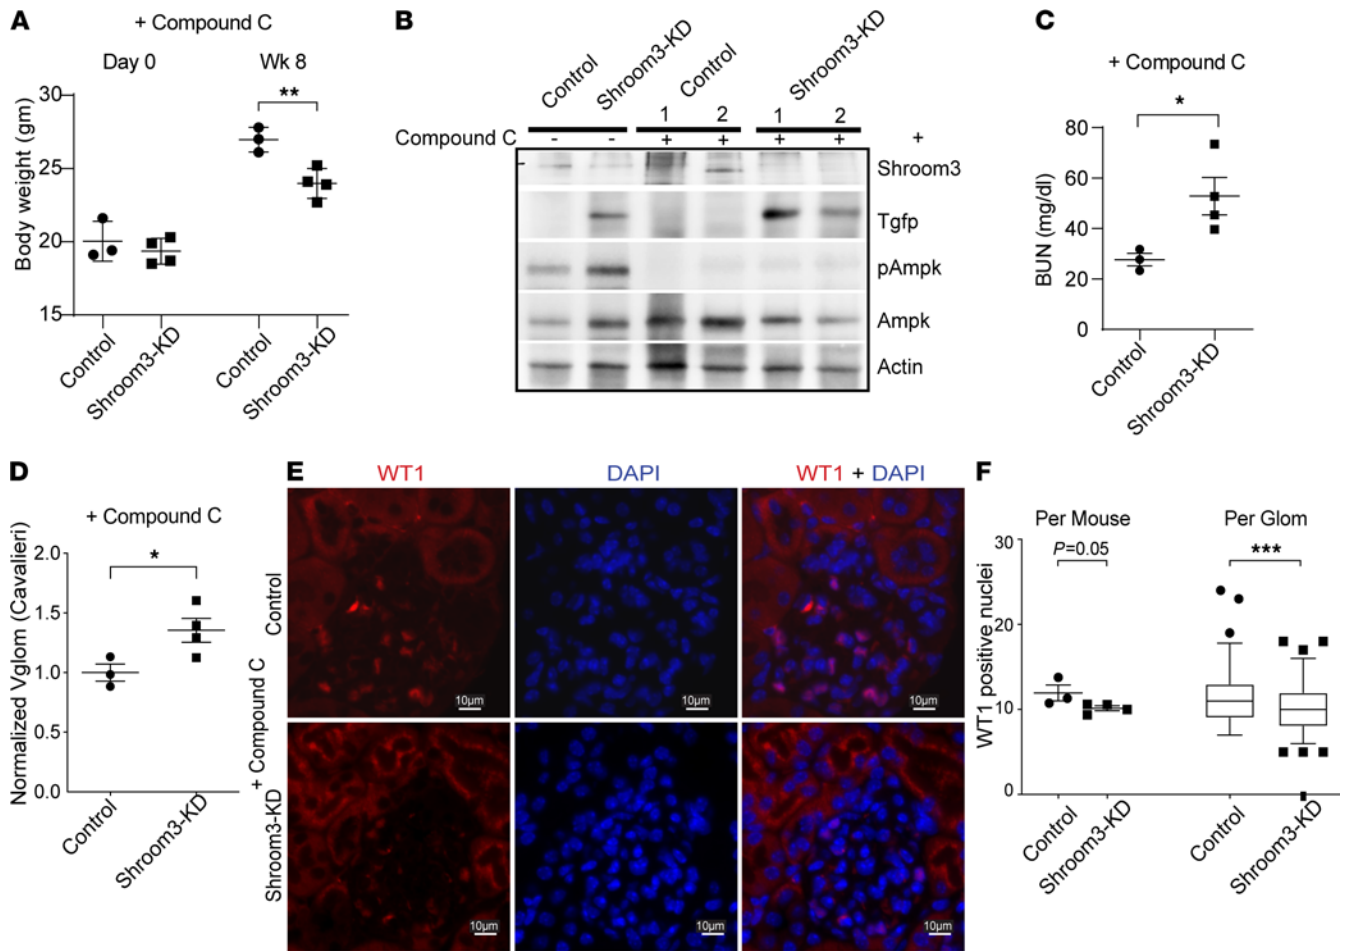 A
+ Compound C
Day 0
Wk 8
**
Body weight (gm)
30
25
20
15
Control
Shroom3-KD
Control
Shroom3-KD
B
Control
Shroom3-KD
Control
Shroom3-KD
1 2 1 2
Compound C - - + + + + +
Shroom3
Tgfp
pAmpk
Ampk
Actin
C
+ Compound C
*
BUN (mg/dl)
80
60
40
20
0
Control
Shroom3-KD
D
+ Compound C
*
Normalized Vglom (Cavalieri)
2.0
1.5
1.0
0.5
0.0
Control
Shroom3-KD
E
WT1
DAPI
WT1 + DAPI
Control
Shroom3-KD
+ Compound C
10μm
10μm
10μm
10μm
10μm
10μm
F
Per Mouse
Per Glom
P=0.05
***
WT1 positive nuclei
30
20
10
0
Control
Shroom3-KD
Control
Shroom3-KD